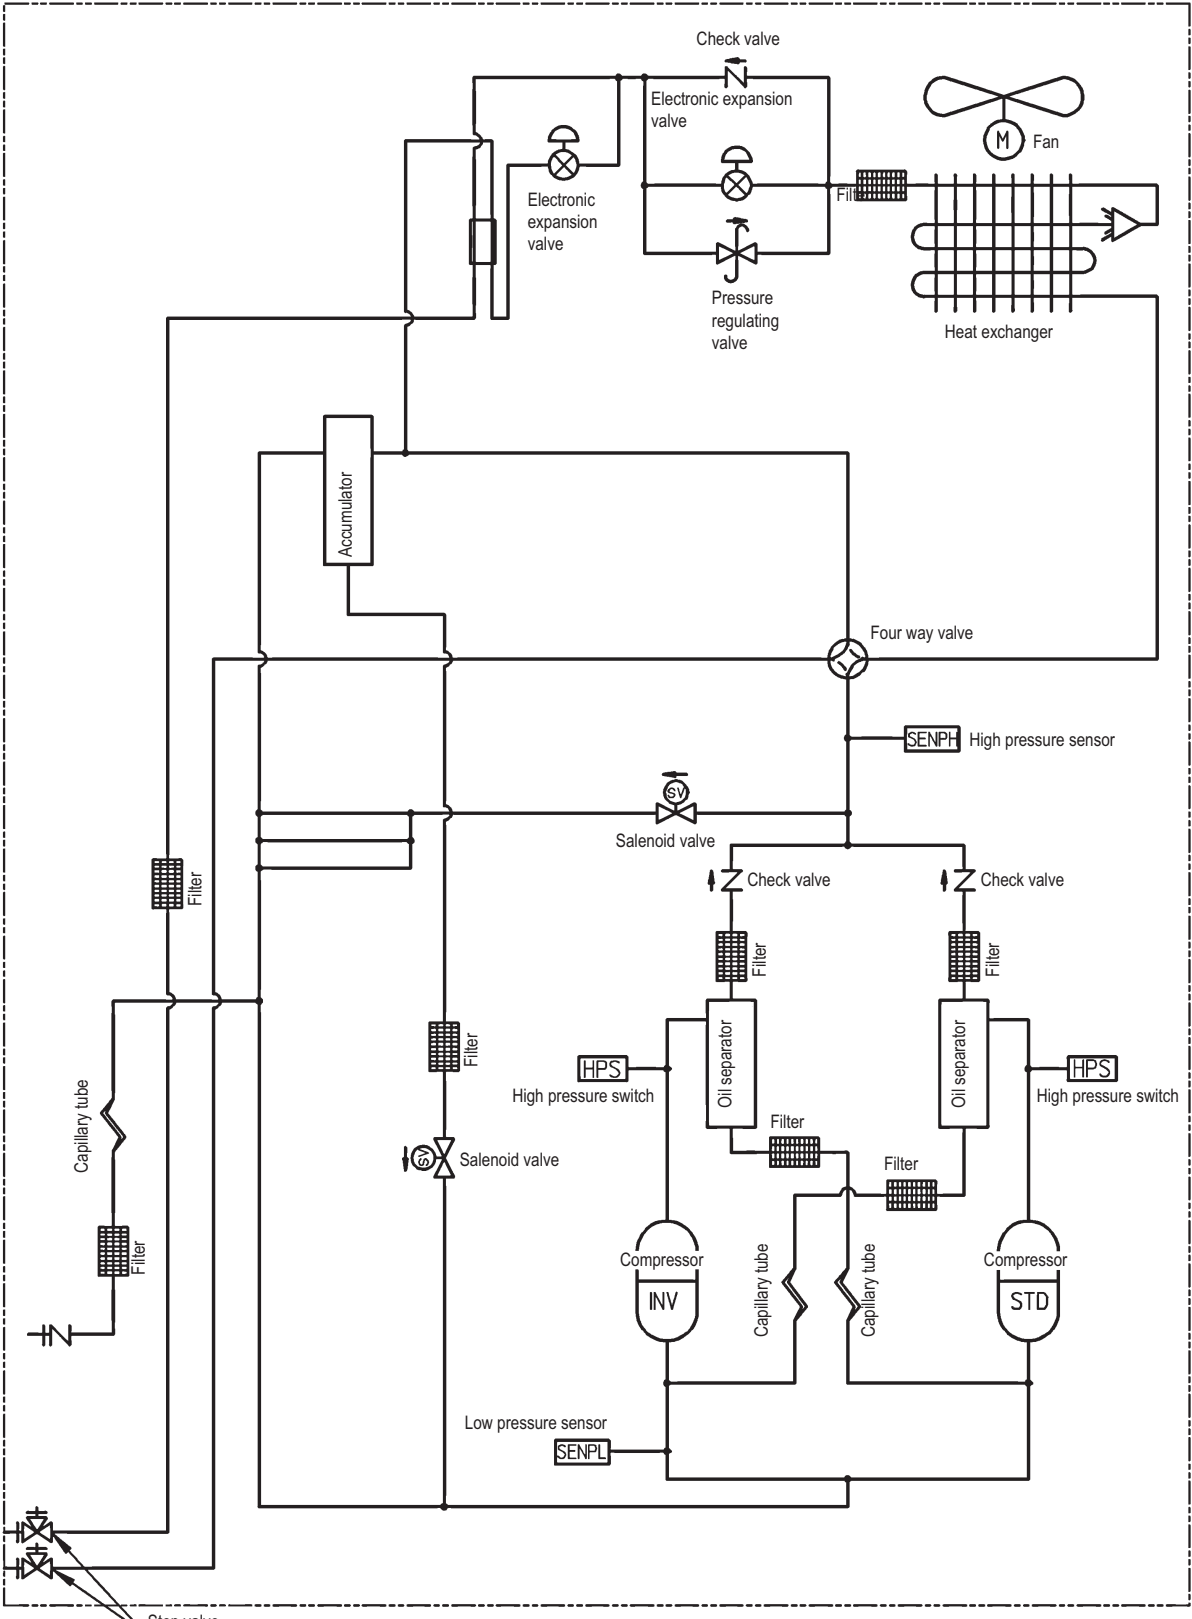 Check valve
Electronic expansion
valve
M
Fan
Filter
Electronic
expansion
valve
Pressure
regulating
valve
Heat exchanger
Accumulator
Four way valve
SENPH
High pressure sensor
SV
Salenoid valve
Check valve
Check valve
Filter
Filter
Filter
Filter
Oil separator
Oil separator
HPS
High pressure switch
HPS
High pressure switch
Capillary tube
Filter
SV
Salenoid valve
Filter
Filter
Compressor
INV
Capillary tube
Capillary tube
Compressor
STD
Low pressure sensor
SENPL
Stop valve